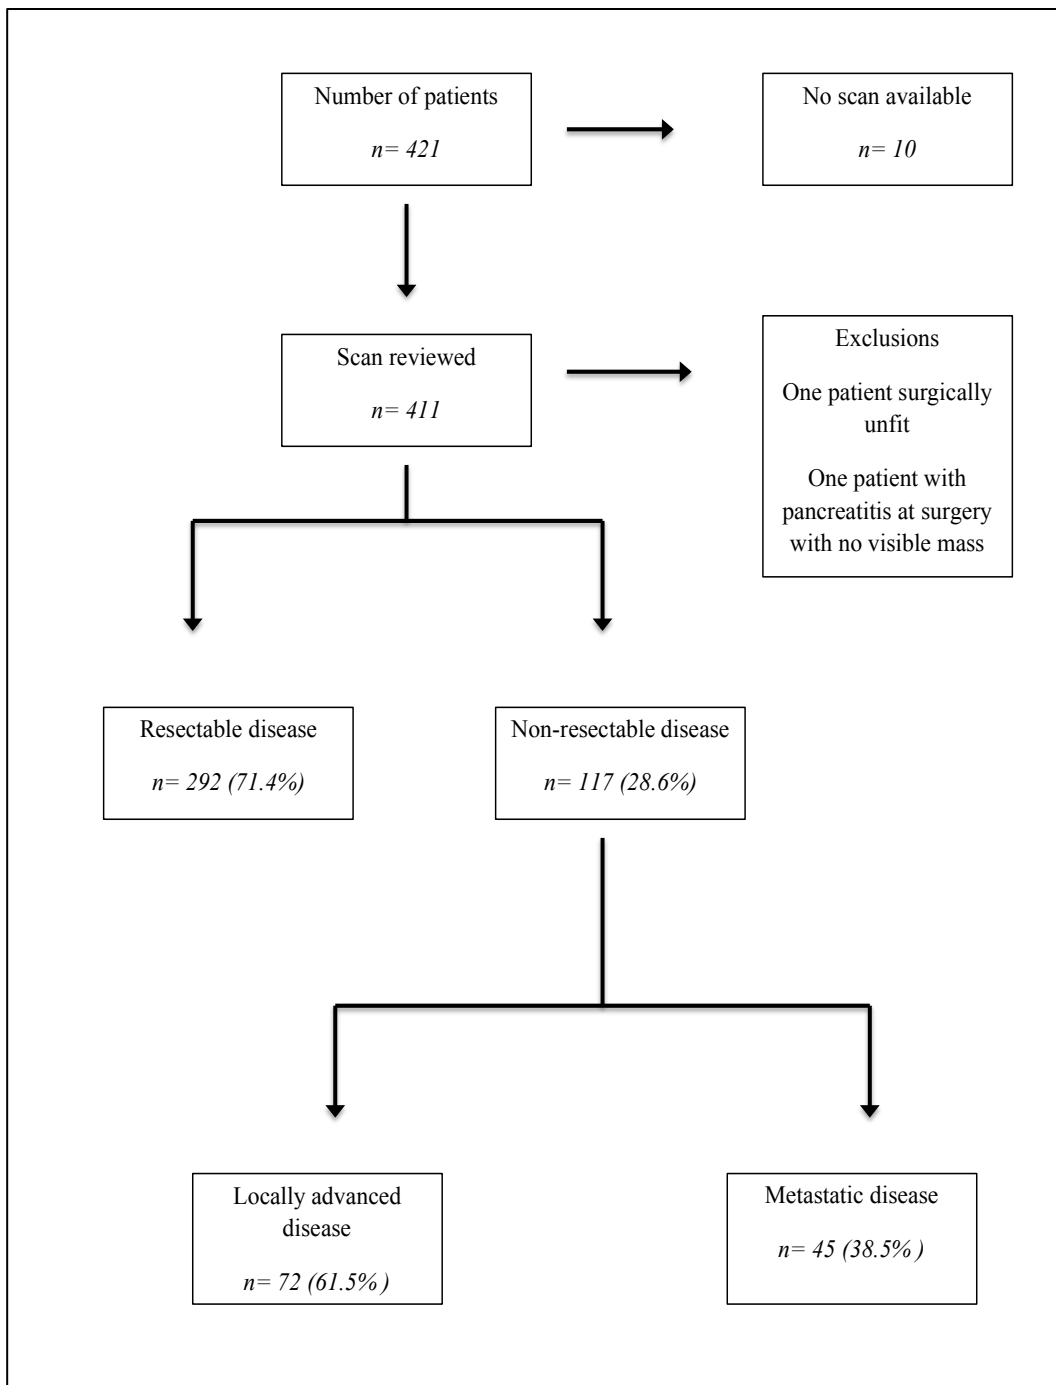 Number of patients
n= 421
No scan available
n= 10
Scan reviewed
n= 411
Exclusions
One patient surgically
unfit
One patient with
pancreatitis at surgery
with no visible mass
Resectable disease
n= 292 (71.4%)
Non-resectable disease
n= 117 (28.6%)
Locally advanced
disease
n= 72 (61.5% )
Metastatic disease
n= 45 (38.5% )